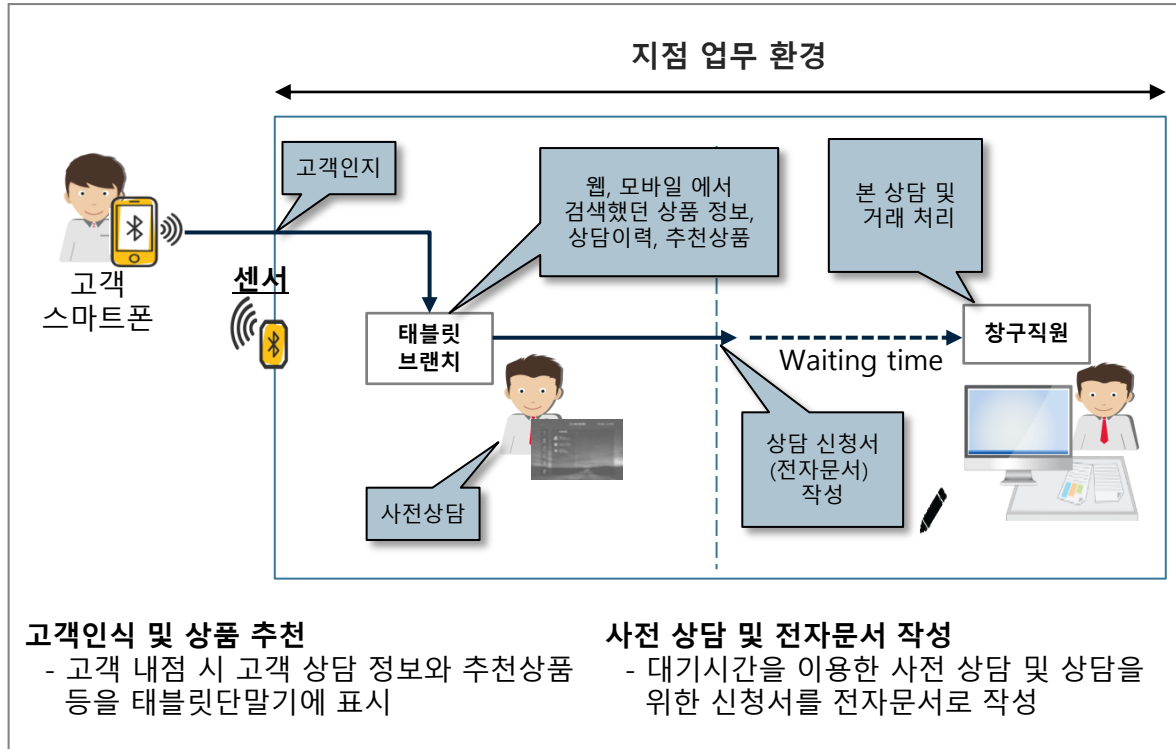 지점 업무 환경
고객인지
웹, 모바일 에서
검색했던 상품 정보,
상담이력, 추천상품
본 상담 및
거래 처리
고객
스마트폰
센서
태블릿
브랜치
Waiting time
창구직원
사전상담
상담 신청서
(전자문서)
작성
고객인식 및 상품 추천
- 고객 내점 시 고객 상담 정보와 추천상품
등을 태블릿단말기에 표시
사전 상담 및 전자문서 작성
- 대기시간을 이용한 사전 상담 및 상담을
위한 신청서를 전자문서로 작성